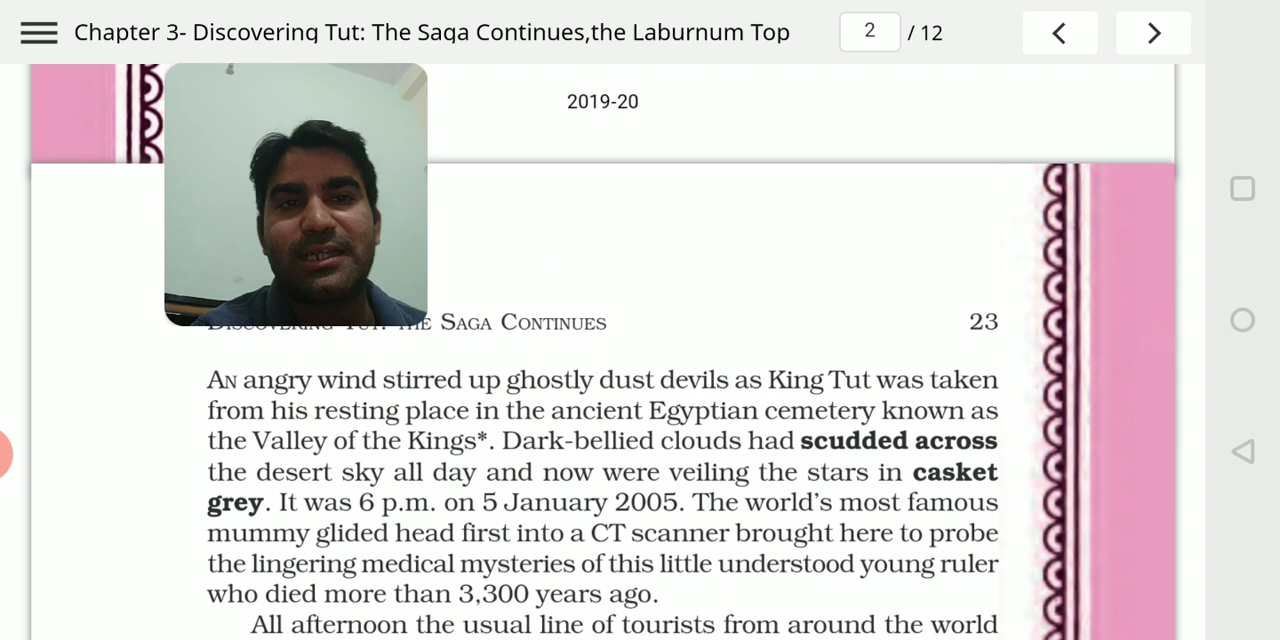 Chapter 3- Discovering Tut: The Saga Continues,the Laburnum Top 2 / 12
2019-20
DISCOVERING TUT: THE SAGA CONTINUES 23
AN angry wind stirred up ghostly dust devils as King Tut was taken
from his resting place in the ancient Egyptian cemetery known as
the Valley of the Kings*. Dark-bellied clouds had scudded across
the desert sky all day and now were veiling the stars in casket
grey. It was 6 p.m. on 5 January 2005. The world's most famous
mummy glided head first into a CT scanner brought here to probe
the lingering medical mysteries of this little understood young ruler
who died more than 3,300 years ago.
All afternoon the usual line of tourists from around the world